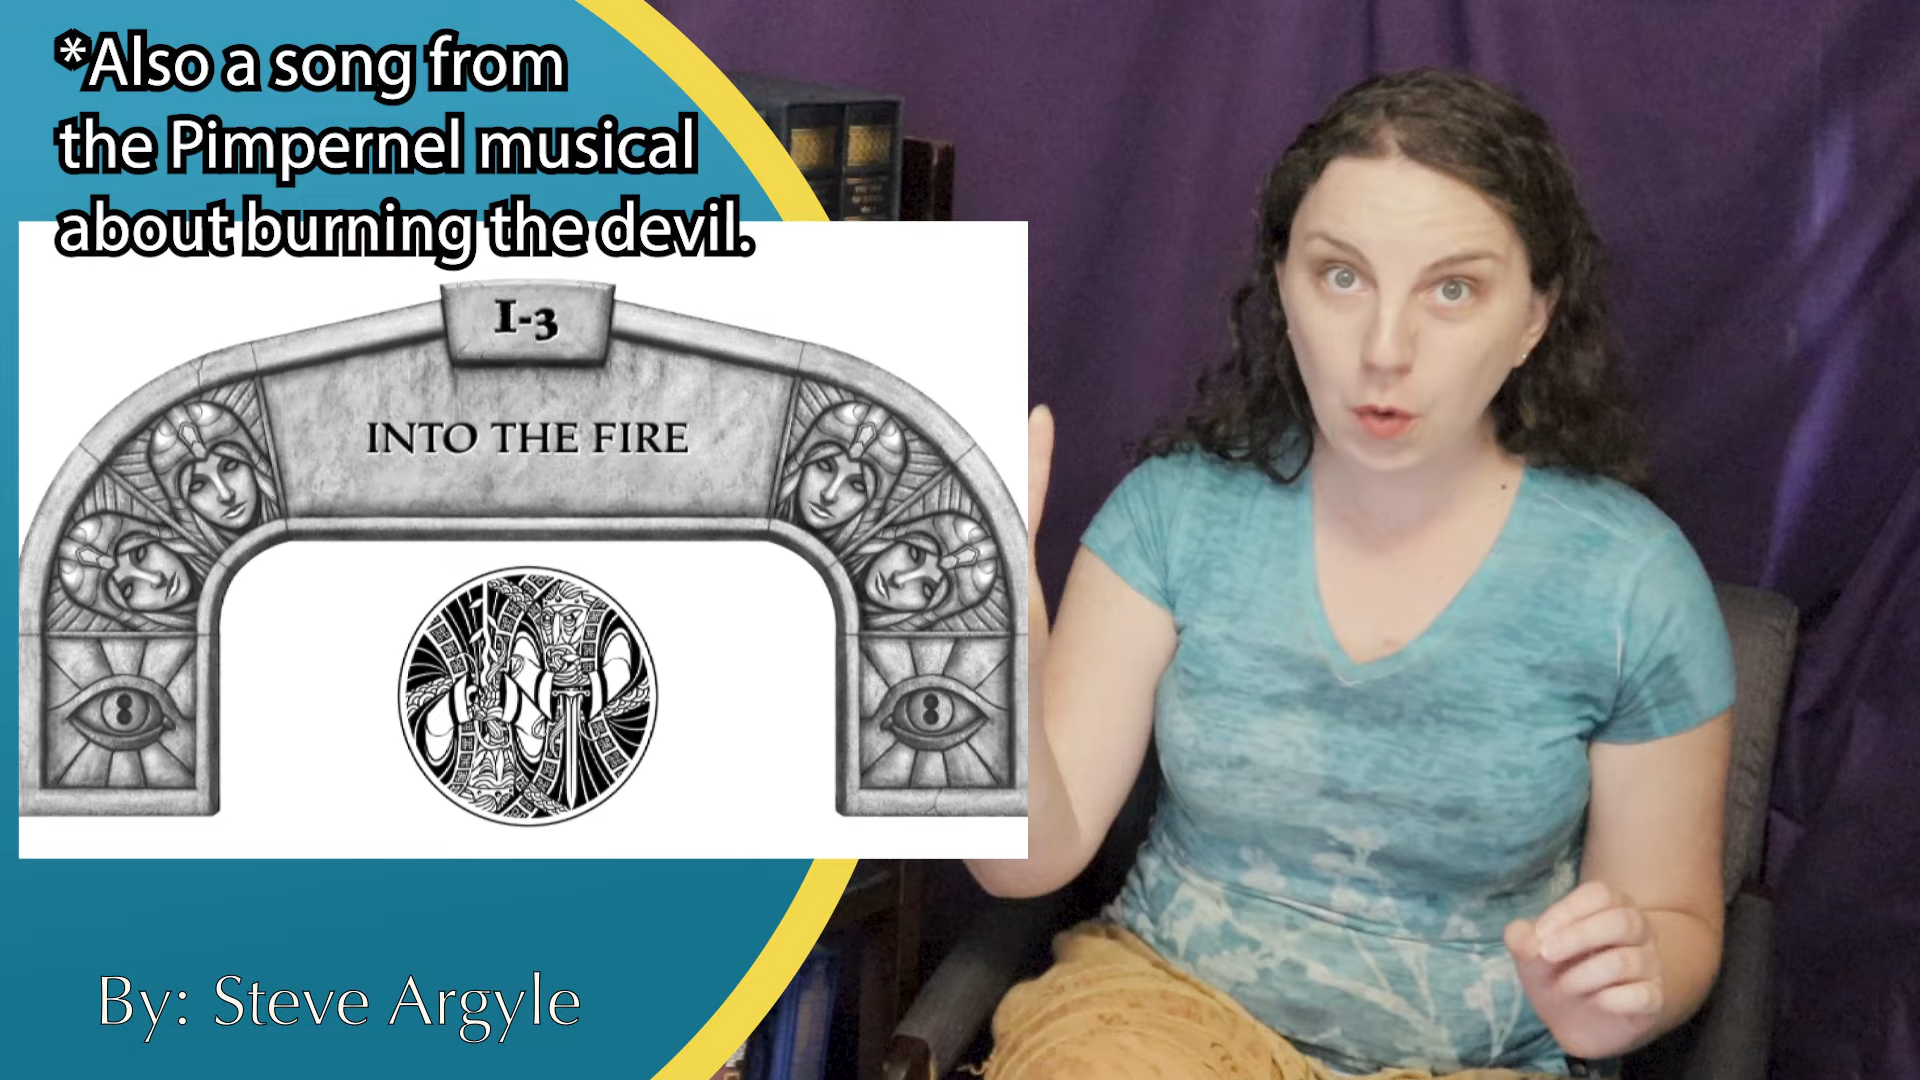 *Also a song from
the Pimpernel musical
about burning the devil.
I-3
INTO THE FIRE
By: Steve Argyle